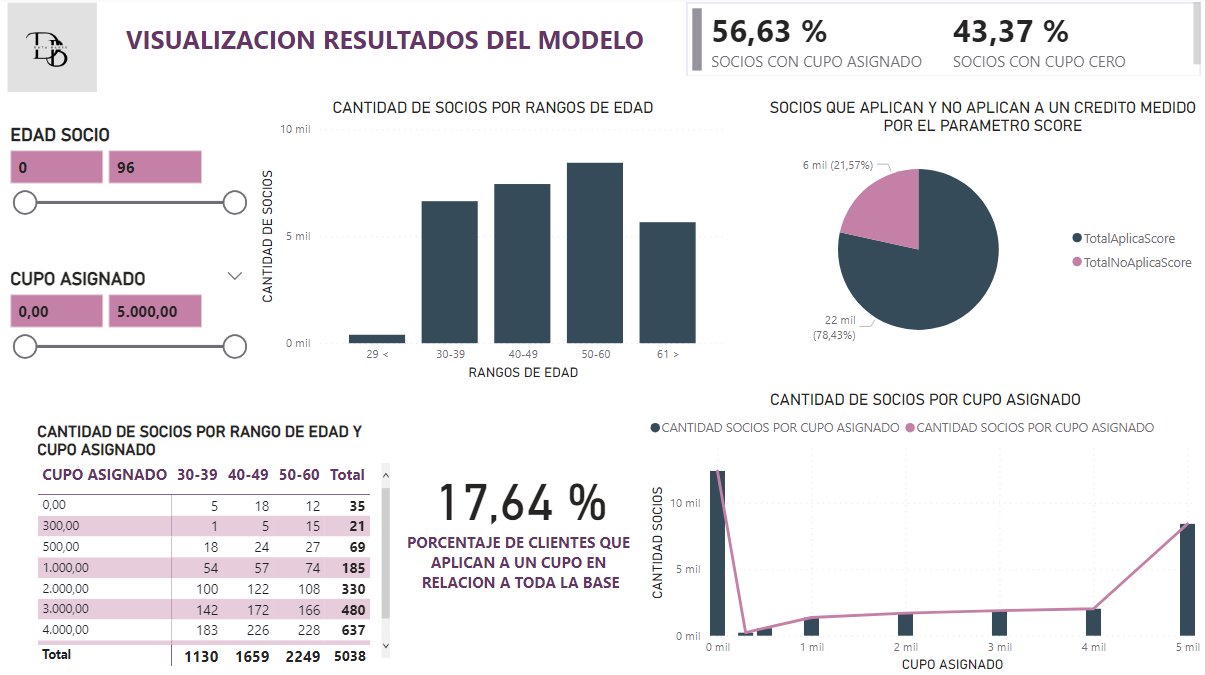 VISUALIZACION RESULTADOS DEL MODELO
56,63 %
SOCIOS CON CUPO ASIGNADO
43,37 %
SOCIOS CON CUPO CERO
EDAD SOCIO
0 96
CUPO ASIGNADO
0,00 5.000,00
CANTIDAD DE SOCIOS POR RANGOS DE EDAD
CANTIDAD DE SOCIOS
10 mil
5 mil
0 mil
29 < 30-39 40-49 50-60 61 >
RANGOS DE EDAD
SOCIOS QUE APLICAN Y NO APLICAN A UN CREDITO MEDIDO
POR EL PARAMETRO SCORE
6 mil (21,57%)
22 mil
(78,43%)
TotalAplicaScore
TotalNoAplicaScore
CANTIDAD DE SOCIOS POR RANGO DE EDAD Y
CUPO ASIGNADO
CUPO ASIGNADO 30-39 40-49 50-60 Total
0,00 5 18 12 35
300,00 1 5 15 21
500,00 18 24 27 69
1.000,00 54 57 74 185
2.000,00 100 122 108 330
3.000,00 142 172 166 480
4.000,00 183 226 228 637
Total 1130 1659 2249 5038
17,64 %
PORCENTAJE DE CLIENTES QUE
APLICAN A UN CUPO EN
RELACION A TODA LA BASE
CANTIDAD DE SOCIOS POR CUPO ASIGNADO
CANTIDAD SOCIOS POR CUPO ASIGNADO CANTIDAD SOCIOS POR CUPO ASIGNADO
CANTIDAD SOCIOS
10 mil
5 mil
0 mil
0 mil 1 mil 2 mil 3 mil 4 mil 5 mil
CUPO ASIGNADO